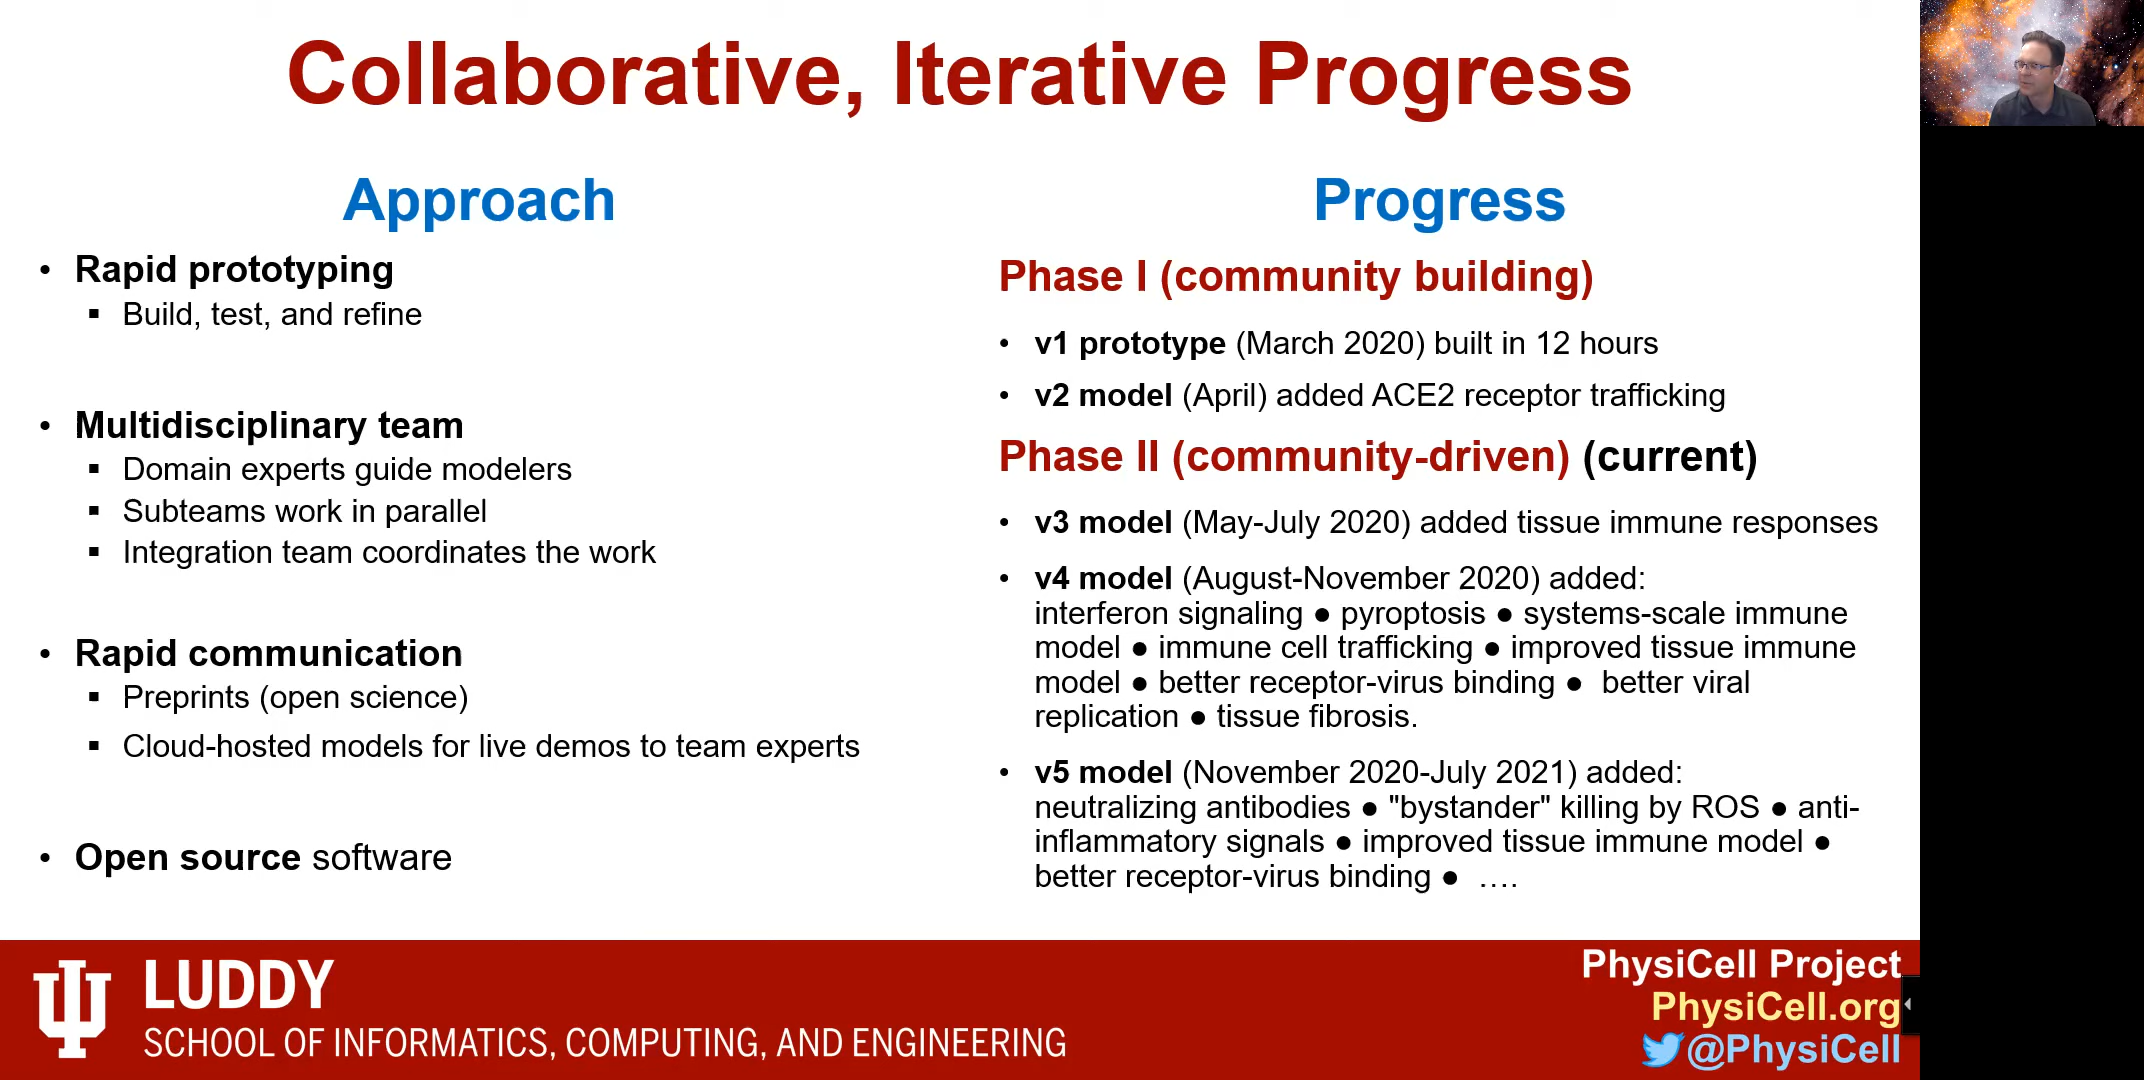 Collaborative, Iterative Progress
Approach
• Rapid prototyping
▪ Build, test, and refine
• Multidisciplinary team
▪ Domain experts guide modelers
▪ Subteams work in parallel
▪ Integration team coordinates the work
• Rapid communication
▪ Preprints (open science)
▪ Cloud-hosted models for live demos to team experts
• Open source software
Progress
Phase I (community building)
• v1 prototype (March 2020) built in 12 hours
• v2 model (April) added ACE2 receptor trafficking
Phase II (community-driven) (current)
• v3 model (May-July 2020) added tissue immune responses
• v4 model (August-November 2020) added:
interferon signaling ● pyroptosis ● systems-scale immune
model ● immune cell trafficking ● improved tissue immune
model ● better receptor-virus binding ● better viral
replication ● tissue fibrosis.
• v5 model (November 2020-July 2021) added:
neutralizing antibodies ● "bystander" killing by ROS ● anti-
inflammatory signals ● improved tissue immune model ●
better receptor-virus binding ● ….
LUDDY
SCHOOL OF INFORMATICS, COMPUTING, AND ENGINEERING
PhysiCell Project
PhysiCell.org
@PhysiCell